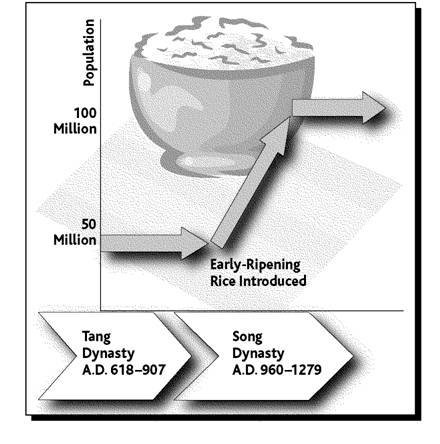 Population
100
Million
50
Million
Early-Ripening
Rice Introduced
Tang
Dynasty
A.D. 618–907
Song
Dynasty
A.D. 960–1279